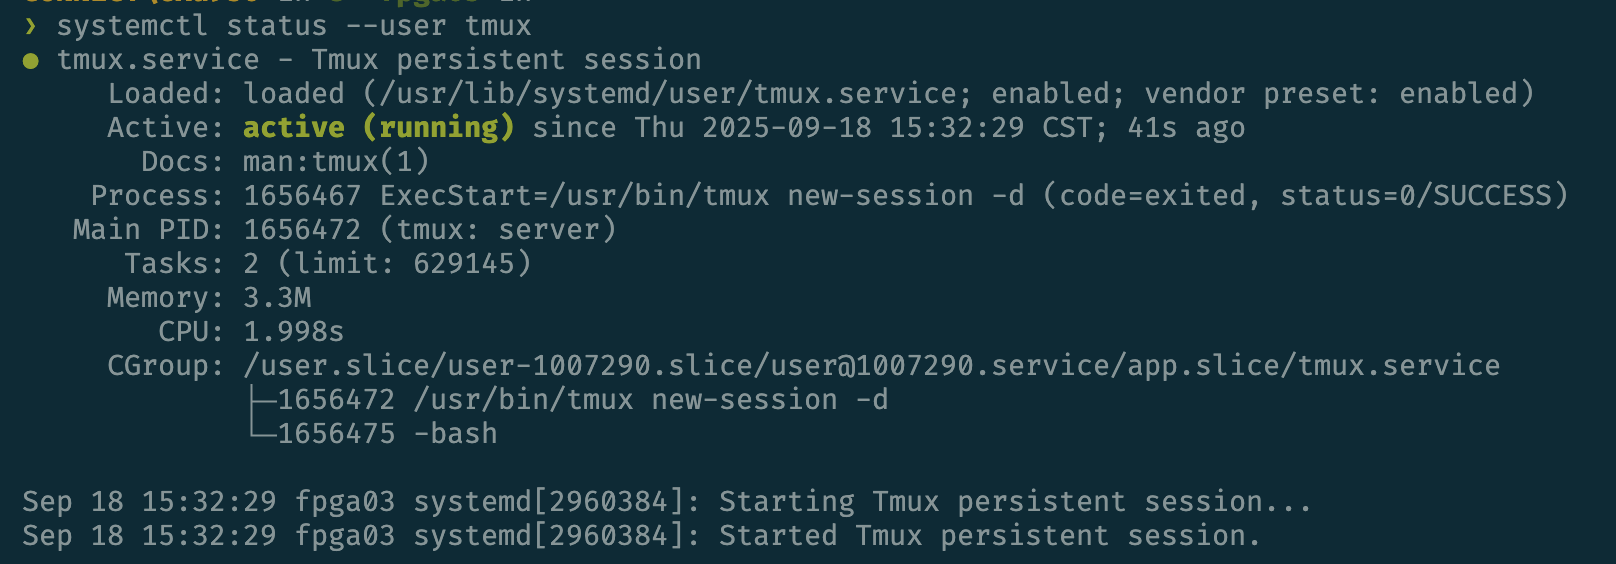 ❯ systemctl status --user tmux
● tmux.service - Tmux persistent session
Loaded: loaded (/usr/lib/systemd/user/tmux.service; enabled; vendor preset: enabled)
Active: active (running) since Thu 2025-09-18 15:32:29 CST; 41s ago
Docs: man:tmux(1)
Process: 1656467 ExecStart=/usr/bin/tmux new-session -d (code=exited, status=0/SUCCESS)
Main PID: 1656472 (tmux: server)
Tasks: 2 (limit: 629145)
Memory: 3.3M
CPU: 1.998s
CGroup: /user.slice/user-1007290.slice/user@1007290.service/app.slice/tmux.service
├─1656472 /usr/bin/tmux new-session -d
└─1656475 -bash
Sep 18 15:32:29 fpga03 systemd[2960384]: Starting Tmux persistent session...
Sep 18 15:32:29 fpga03 systemd[2960384]: Started Tmux persistent session.